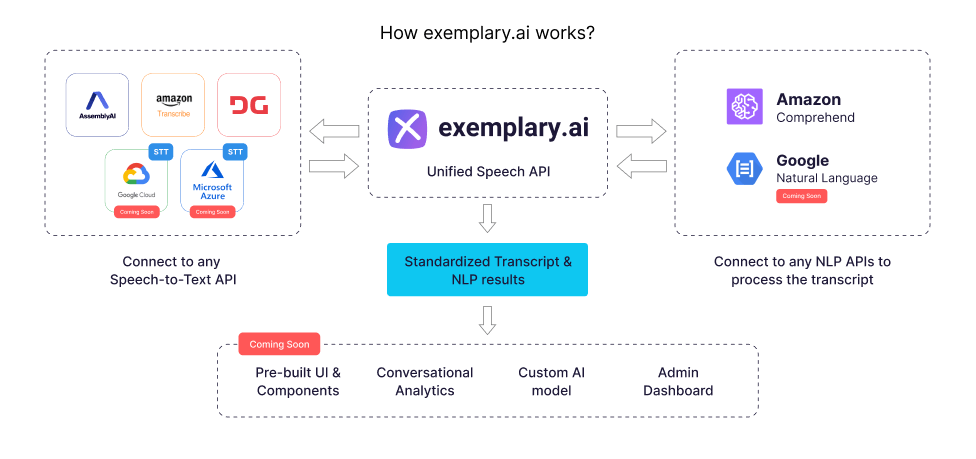 How exemplary.ai works?
AssemblyAI
amazon
Transcribe
DG
STT
Google Cloud
Coming Soon
STT
Microsoft
Azure
Coming Soon
Connect to any
Speech-to-Text API
exemplary.ai
Unified Speech API
Amazon
Comprehend
Google
Natural Language
Coming Soon
Connect to any NLP APIs to
process the transcript
Standardized Transcript &
NLP results
Coming Soon
Pre-built UI &
Components
Conversational
Analytics
Custom AI
model
Admin
Dashboard